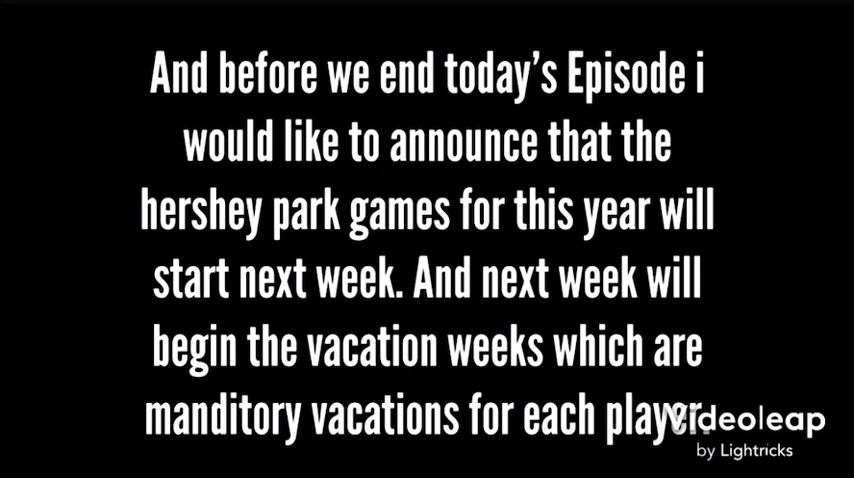 And before we end today’s Episode i
would like to announce that the
hershey park games for this year will
start next week. And next week will
begin the vacation weeks which are
manditory vacations for each player.
Videoleap
by Lightricks